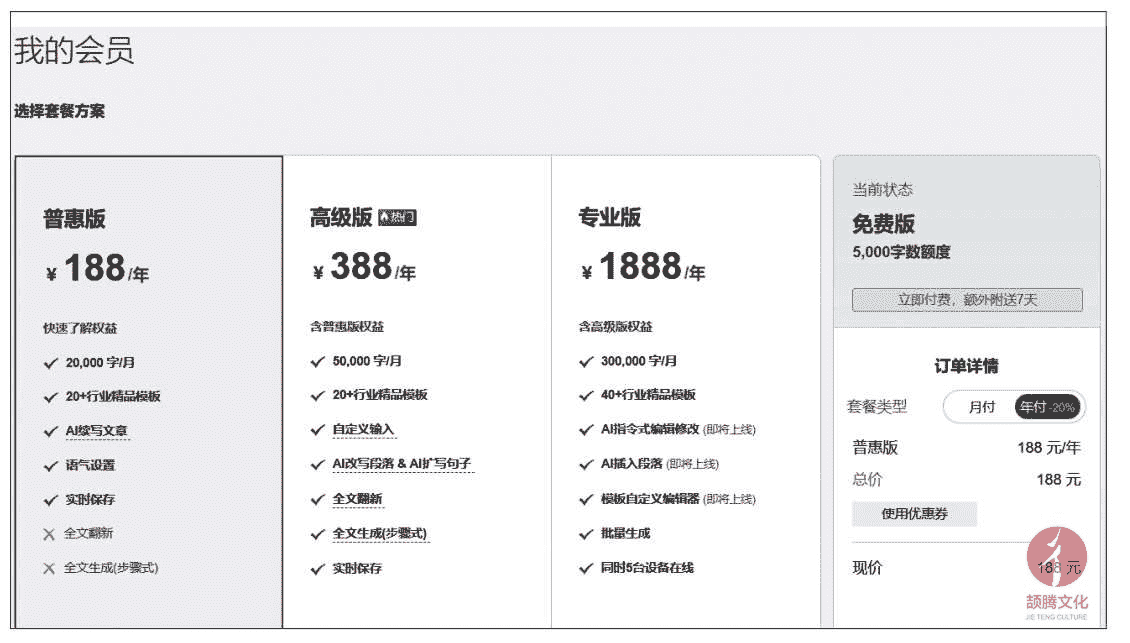 我的会员
选择套餐方案
普惠版
¥ 188/年
快速了解权益
20,000 字/月
20+行业精品模板
AI续写文章
语气设置
实时保存
全文翻新
全文生成(步骤式)
高级版 热门
¥ 388/年
含普惠版权益
50,000 字/月
20+行业精品模板
自定义输入
AI改写段落 & AI扩写句子
全文翻新
全文生成(步骤式)
实时保存
专业版
¥ 1888/年
含高级版权益
300,000 字/月
40+行业精品模板
AI指令式编辑修改 (即将上线)
AI插入段落 (即将上线)
模板自定义编辑器 (即将上线)
批量生成
同时5台设备在线
当前状态
免费版
5,000字数额度
立即付费，额外附送7天
订单详情
套餐类型 月付 年付 -20%
普惠版 188 元/年
总价 188 元
使用优惠券
现价 188 元
颉腾文化
JIE TENG CULTURE